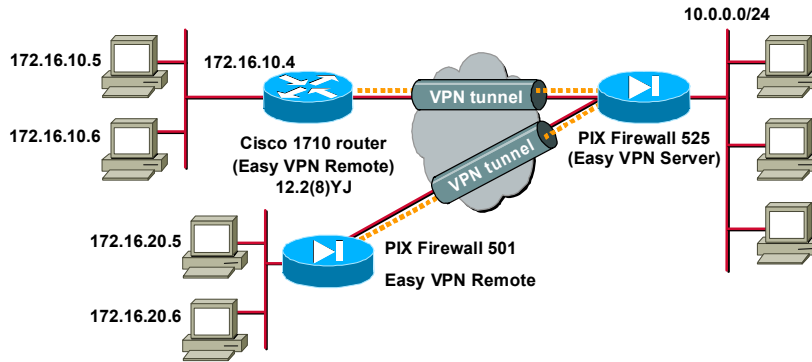 10.0.0.0/24
172.16.10.5
172.16.10.4
172.16.10.6
VPN tunnel
Cisco 1710 router
(Easy VPN Remote)
12.2(8)YJ
PIX Firewall 525
(Easy VPN Server)
VPN tunnel
172.16.20.5
PIX Firewall 501
Easy VPN Remote
172.16.20.6